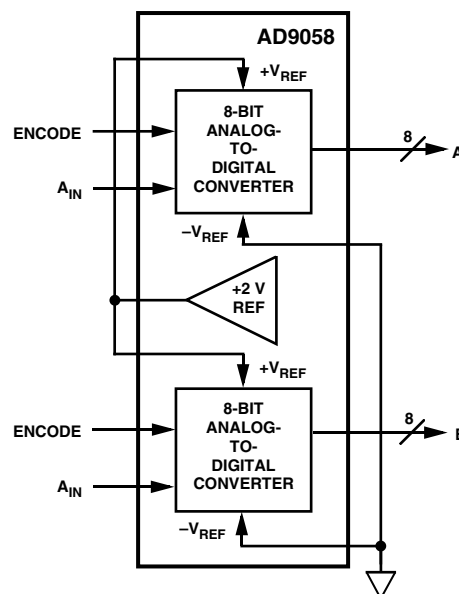 AD9058
+VREF
8-BIT
ANALOG-
TO-
DIGITAL
CONVERTER
ENCODE
AIN
8
A
–VREF
+2 V
REF
+VREF
8-BIT
ANALOG-
TO-
DIGITAL
CONVERTER
ENCODE
AIN
8
–VREF